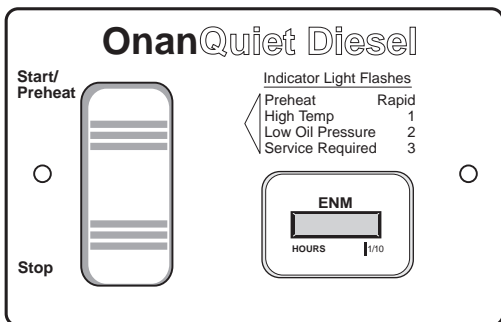 OnanQuiet Diesel
Start/
Preheat
Indicator Light Flashes
Preheat Rapid
High Temp 1
Low Oil Pressure 2
Service Required 3
ENM
HOURS 1/10
Stop